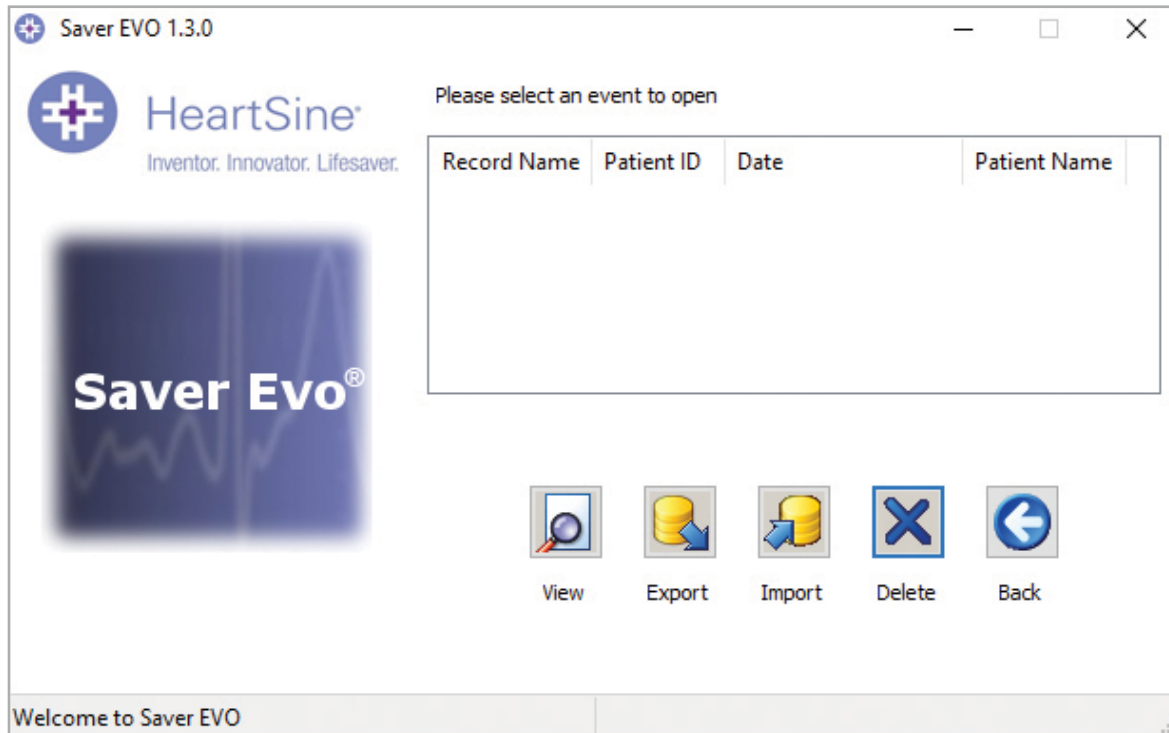 Saver EVO 1.3.0
HeartSine®
Inventor. Innovator. Lifesaver.
Saver Evo®
Please select an event to open
Record Name Patient ID Date Patient Name
View Export Import Delete Back
Welcome to Saver EVO